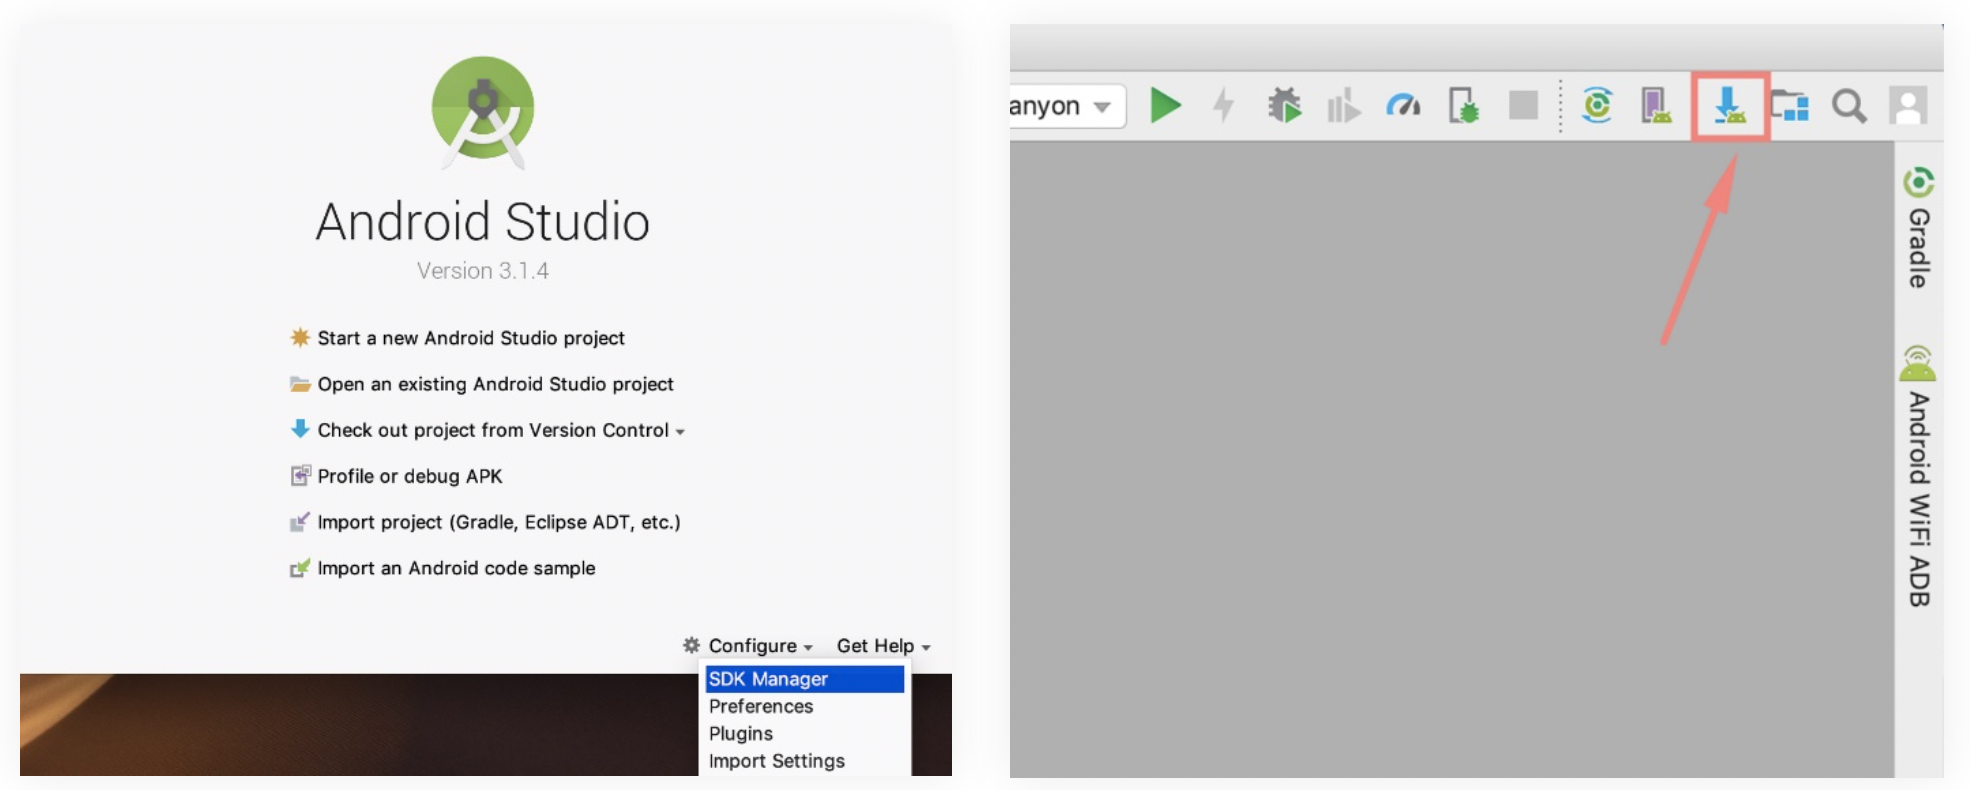 Android Studio
Version 3.1.4
Start a new Android Studio project
Open an existing Android Studio project
Check out project from Version Control
Profile or debug APK
Import project (Gradle, Eclipse ADT, etc.)
Import an Android code sample
Configure
Get Help
SDK Manager
Preferences
Plugins
Import Settings
anyon
Gradle
Android WiFi ADB